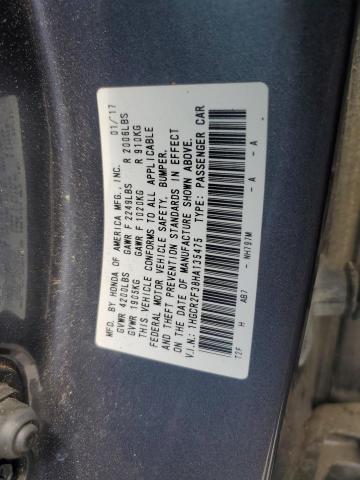 MFD. BY HONDA OF AMERICA MFG., INC. 01/17
GVWR 4200LBS GAWR F 2249LBS R 2006LBS
GVWR 1905KG GAWR F 1020KG R 910KG
THIS VEHICLE CONFORMS TO ALL APPLICABLE
FEDERAL MOTOR VEHICLE SAFETY, BUMPER,
AND THEFT PREVENTION STANDARDS IN EFFECT
ON THE DATE OF MANUFACTURE SHOWN ABOVE.
V.I.N.: 1HGCR2F38HA135475 TYPE: PASSENGER CAR
T2F H AB7 - NH797M - A - A